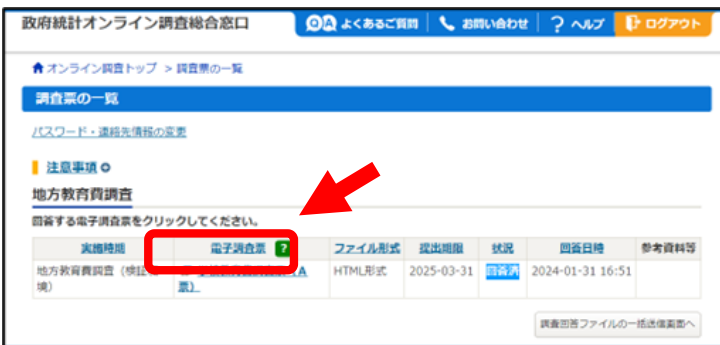 政府統計オンライン調査総合窓口
よくあるご質問 お問い合わせ ? ヘルプ ログアウト
オンライン調査トップ > 調査票の一覧
調査票の一覧
パスワード・連絡先情報の変更
注意事項
地方教育費調査
回答する電子調査票をクリックしてください。
実施時期 電子調査票 ? ファイル形式 提出期限 状況 回答日時 参考資料等
地方教育費調査（検証 （A HTML形式 2025-03-31 回答済 2024-01-31 16:51
境） 票）
調査回答ファイルの一括送信画面へ